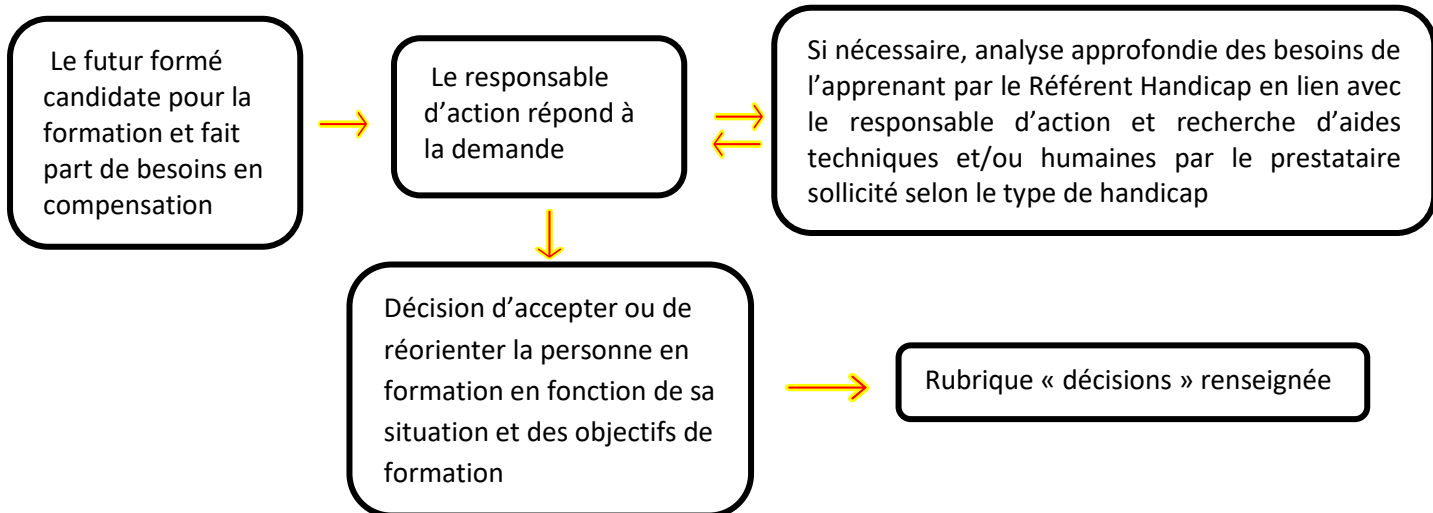 Le futur formé
candidate pour la
formation et fait
part de besoins en
compensation
Le responsable
d’action répond à
la demande
Si nécessaire, analyse approfondie des besoins de
l’apprenant par le Référent Handicap en lien avec
le responsable d’action et recherche d’aides
techniques et/ou humaines par le prestataire
sollicité selon le type de handicap
Décision d’accepter ou de
réorienter la personne en
formation en fonction de sa
situation et des objectifs de
formation
Rubrique « décisions » renseignée